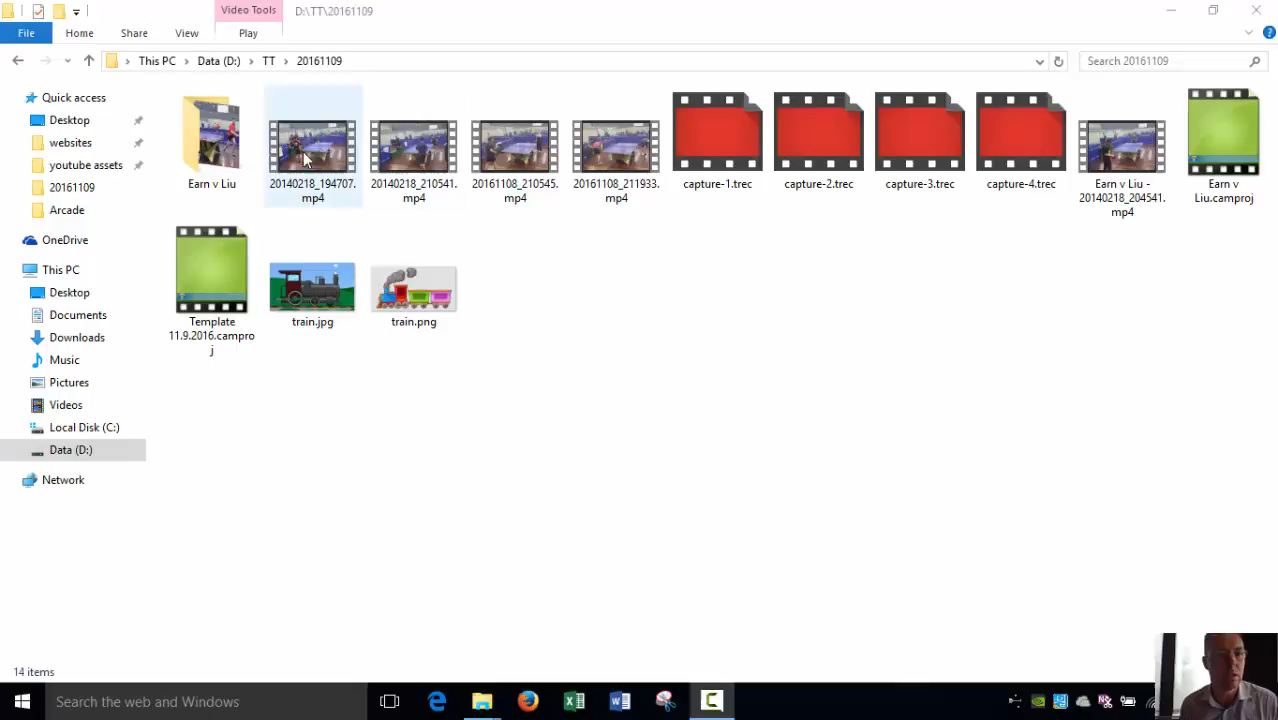 Video Tools
D:\TT\20161109
File
Home
Share
View
Play
This PC
Data (D:)
TT
20161109
Search 20161109
Quick access
Desktop
websites
youtube assets
20161109
Arcade
OneDrive
This PC
Desktop
Documents
Downloads
Music
Pictures
Videos
Local Disk (C:)
Data (D:)
Network
Earn v Liu
20140218_194707.
mp4
20140218_210541.
mp4
20161108_210545.
mp4
20161108_211933.
mp4
capture-1.trec
capture-2.trec
capture-3.trec
capture-4.trec
Earn v Liu -
20140218_204541.
mp4
Earn v
Liu.camproj
Template
11.9.2016.campro
j
train.jpg
train.png
14 items
Search the web and Windows